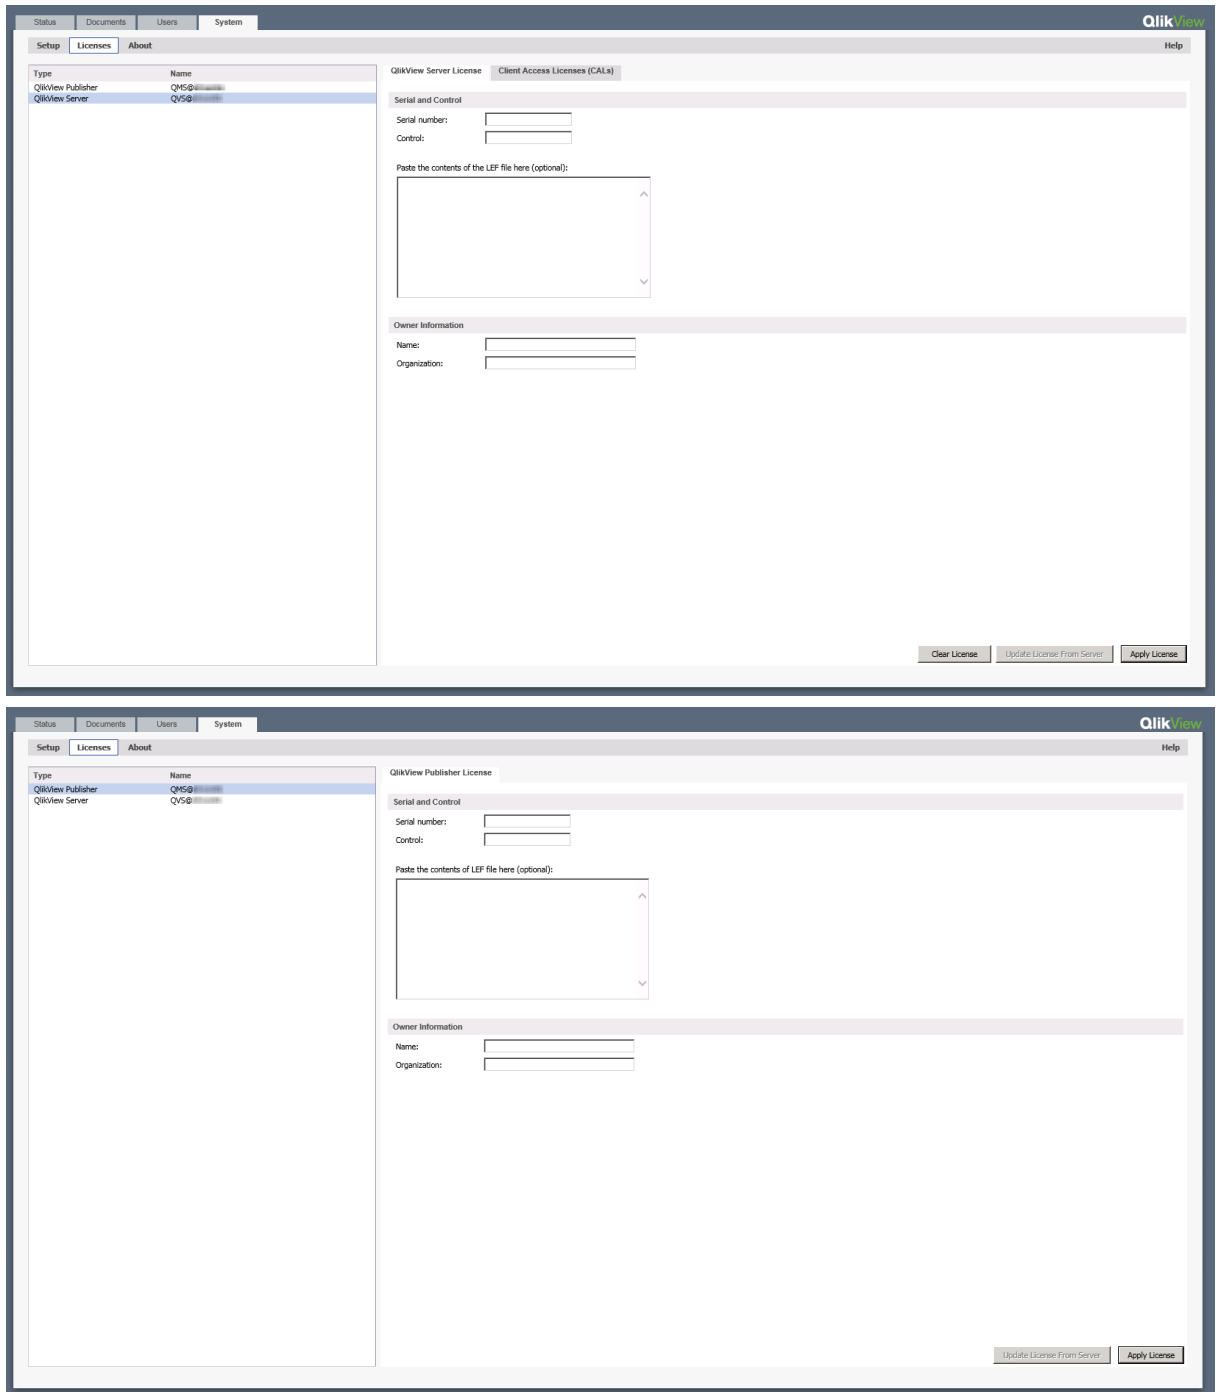 Status Documents Users System QlikView
Setup Licenses About Help
Type Name
QlikView Publisher QMS@
QlikView Server QVS@
QlikView Server License Client Access Licenses (CALs)
Serial and Control
Serial number:
Control:
Paste the contents of the LEF file here (optional):
Owner Information
Name:
Organization:
Clear License Update License From Server Apply License
Status Documents Users System QlikView
Setup Licenses About Help
Type Name
QlikView Publisher QMS@
QlikView Server QVS@
QlikView Publisher License
Serial and Control
Serial number:
Control:
Paste the contents of LEF file here (optional):
Owner Information
Name:
Organization:
Update License From Server Apply License